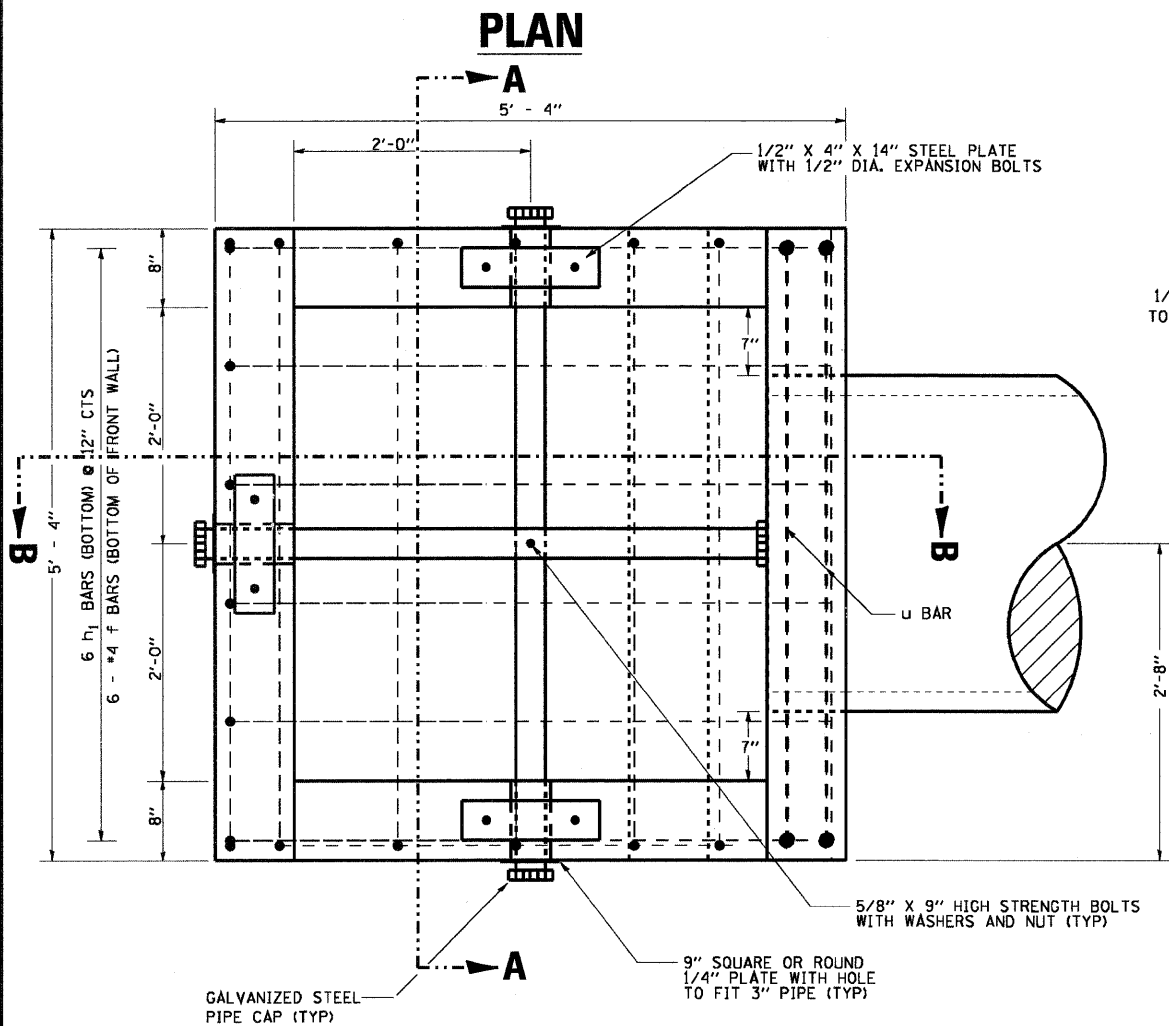 PLAN
A
5' - 4"
2'-0"
1/2" X 4" X 14" STEEL PLATE
WITH 1/2" DIA. EXPANSION BOLTS
8"
1/
TO
7"
2'-0"
6 h1 BARS (BOTTOM) @ 12" CTS
6 - #4 f BARS (BOTTOM OF FRONT WALL)
B
5' - 4"
B
u BAR
2'-0"
2'-8"
7"
8"
5/8" X 9" HIGH STRENGTH BOLTS
WITH WASHERS AND NUT (TYP)
A
9" SQUARE OR ROUND
1/4" PLATE WITH HOLE
TO FIT 3" PIPE (TYP)
GALVANIZED STEEL
PIPE CAP (TYP)